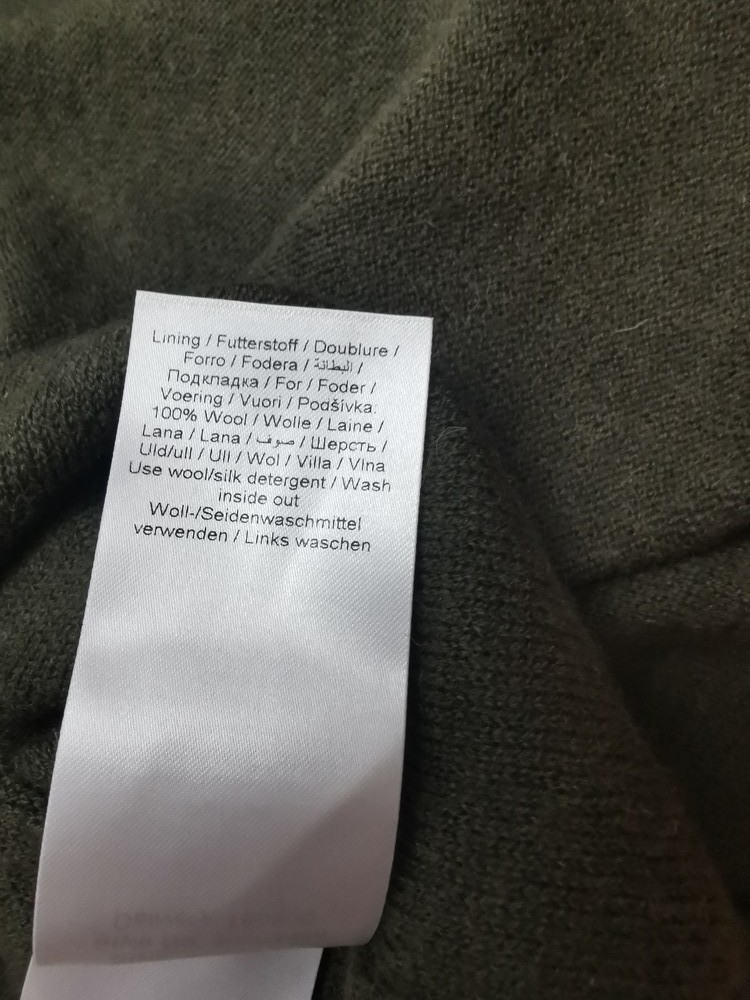 Lining / Futterstoff / Doublure /
Forro / Fodera / البطانة /
Подкладка / For / Foder /
Voering / Vuori / Podšívka:
100% Wool / Wolle / Laine /
Lana / Lana / صوف / Шерсть /
Uld/ull / Ull / Wol / Villa / Vlna
Use wool/silk detergent / Wash
inside out
Woll-/Seidenwaschmittel
verwenden / Links waschen